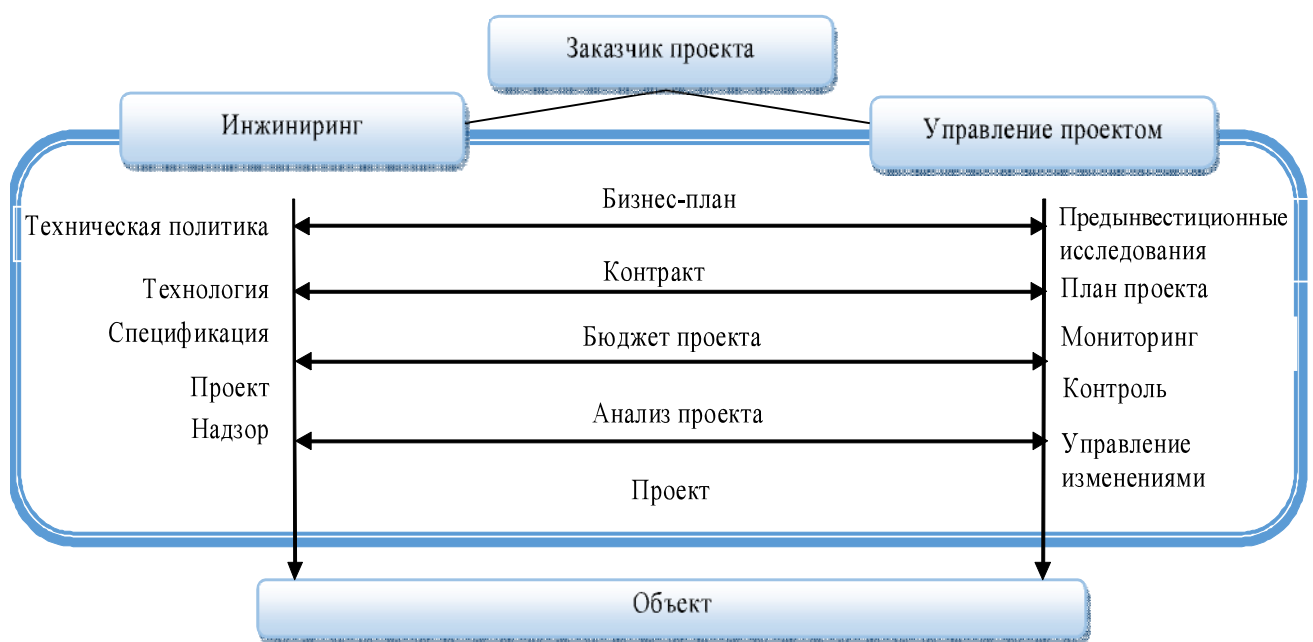 Заказчик проекта
Инжиниринг
Управление проектом
Бизнес-план
Техническая политика
Предынвестиционные
исследования
Контракт
Технология
План проекта
Спецификация
Бюджет проекта
Мониторинг
Проект
Контроль
Анализ проекта
Надзор
Управление
изменениями
Проект
Объект